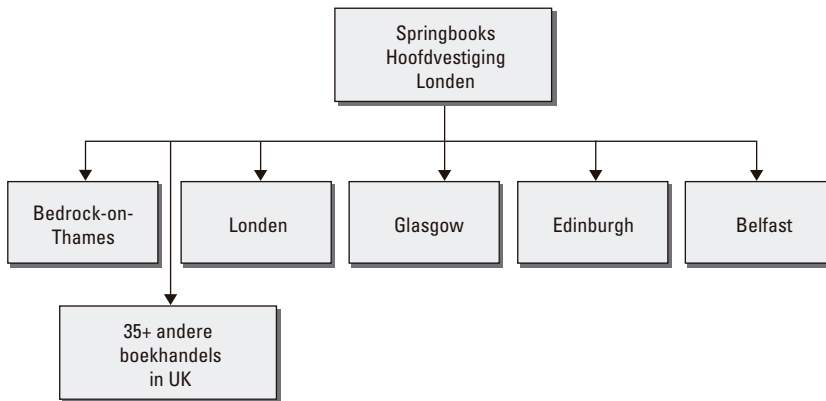 Springbooks
Hoofdvestiging
Londen
Bedrock-on-
Thames
Londen
Glasgow
Edinburgh
Belfast
35+ andere
boekhandels
in UK